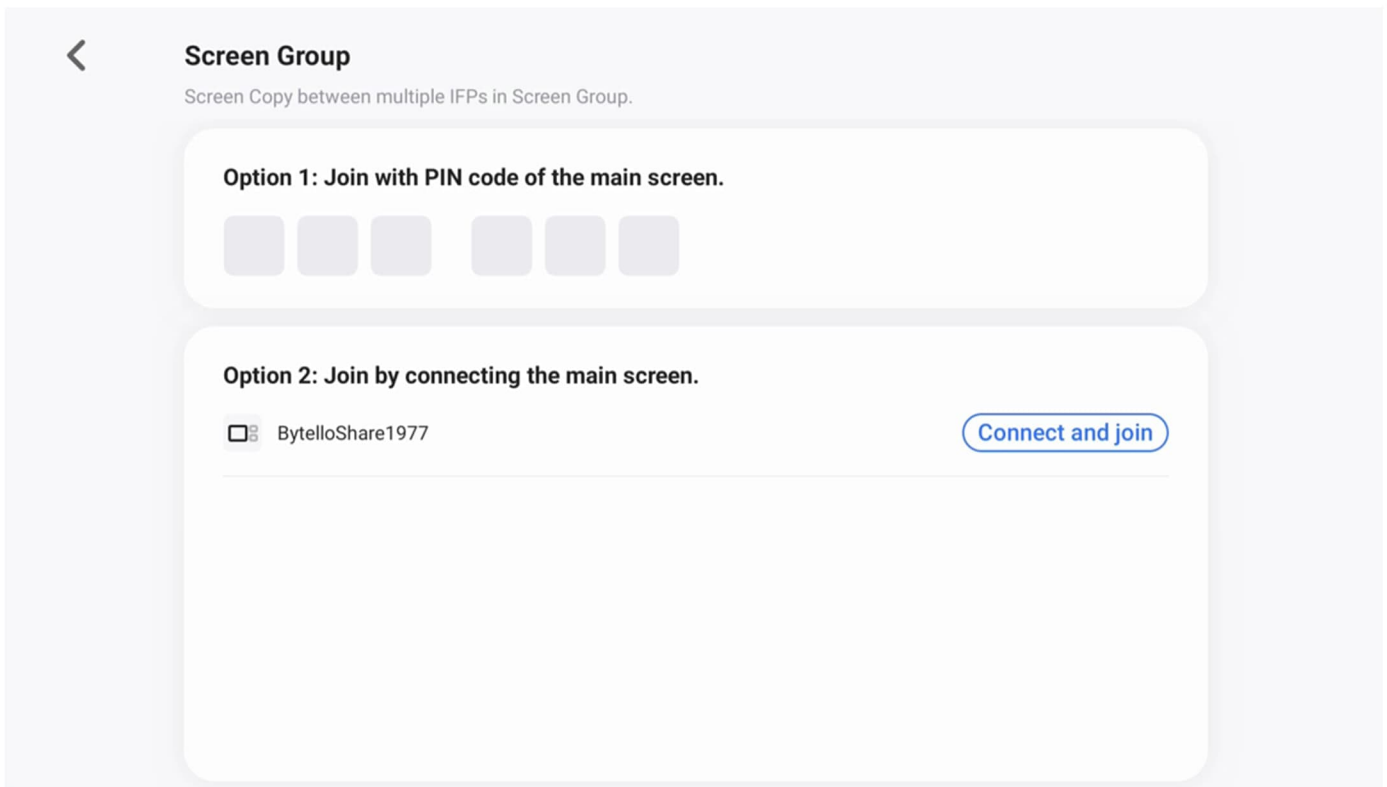 Screen Group
Screen Copy between multiple IFPs in Screen Group.
Option 1: Join with PIN code of the main screen.
Option 2: Join by connecting the main screen.
BytelloShare1977
Connect and join